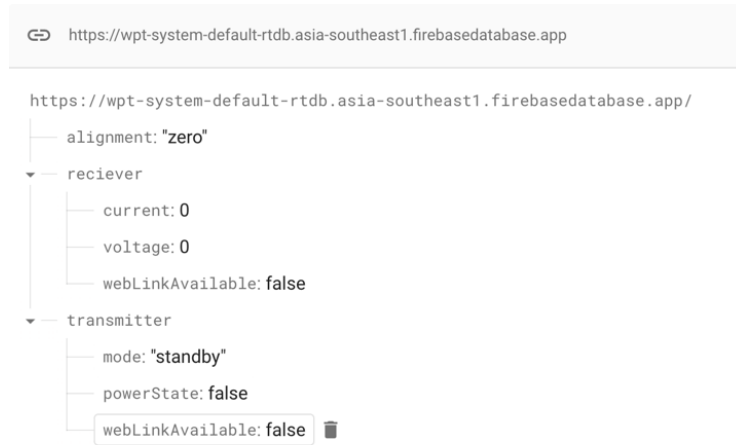 https://wpt-system-default-rtdb.asia-southeast1.firebasedatabase.app
https://wpt-system-default-rtdb.asia-southeast1.firebasedatabase.app/
alignment: "zero"
reciever
current: 0
voltage: 0
webLinkAvailable: false
transmitter
mode: "standby"
powerState: false
webLinkAvailable: false